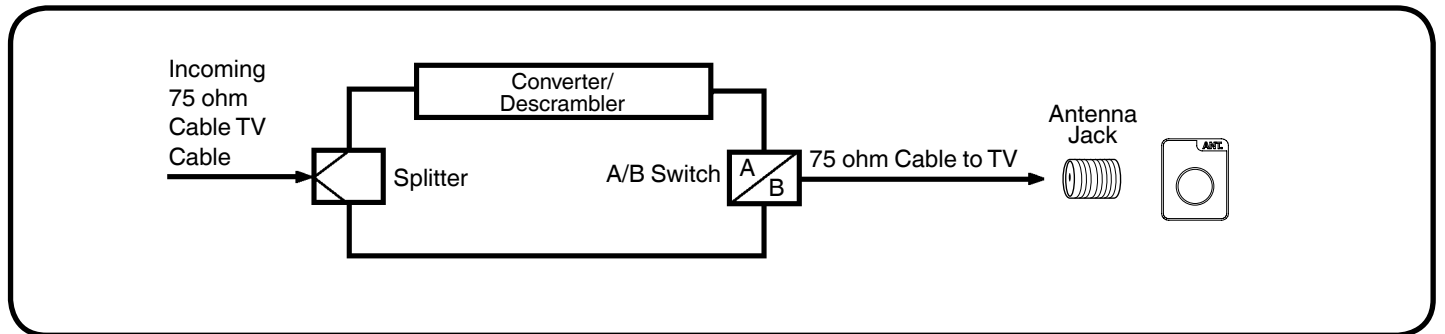 Incoming
75 ohm
Cable TV
Cable
Converter/
Descrambler
Splitter
A/B Switch
A
B
75 ohm Cable to TV
Antenna
Jack
ANT.